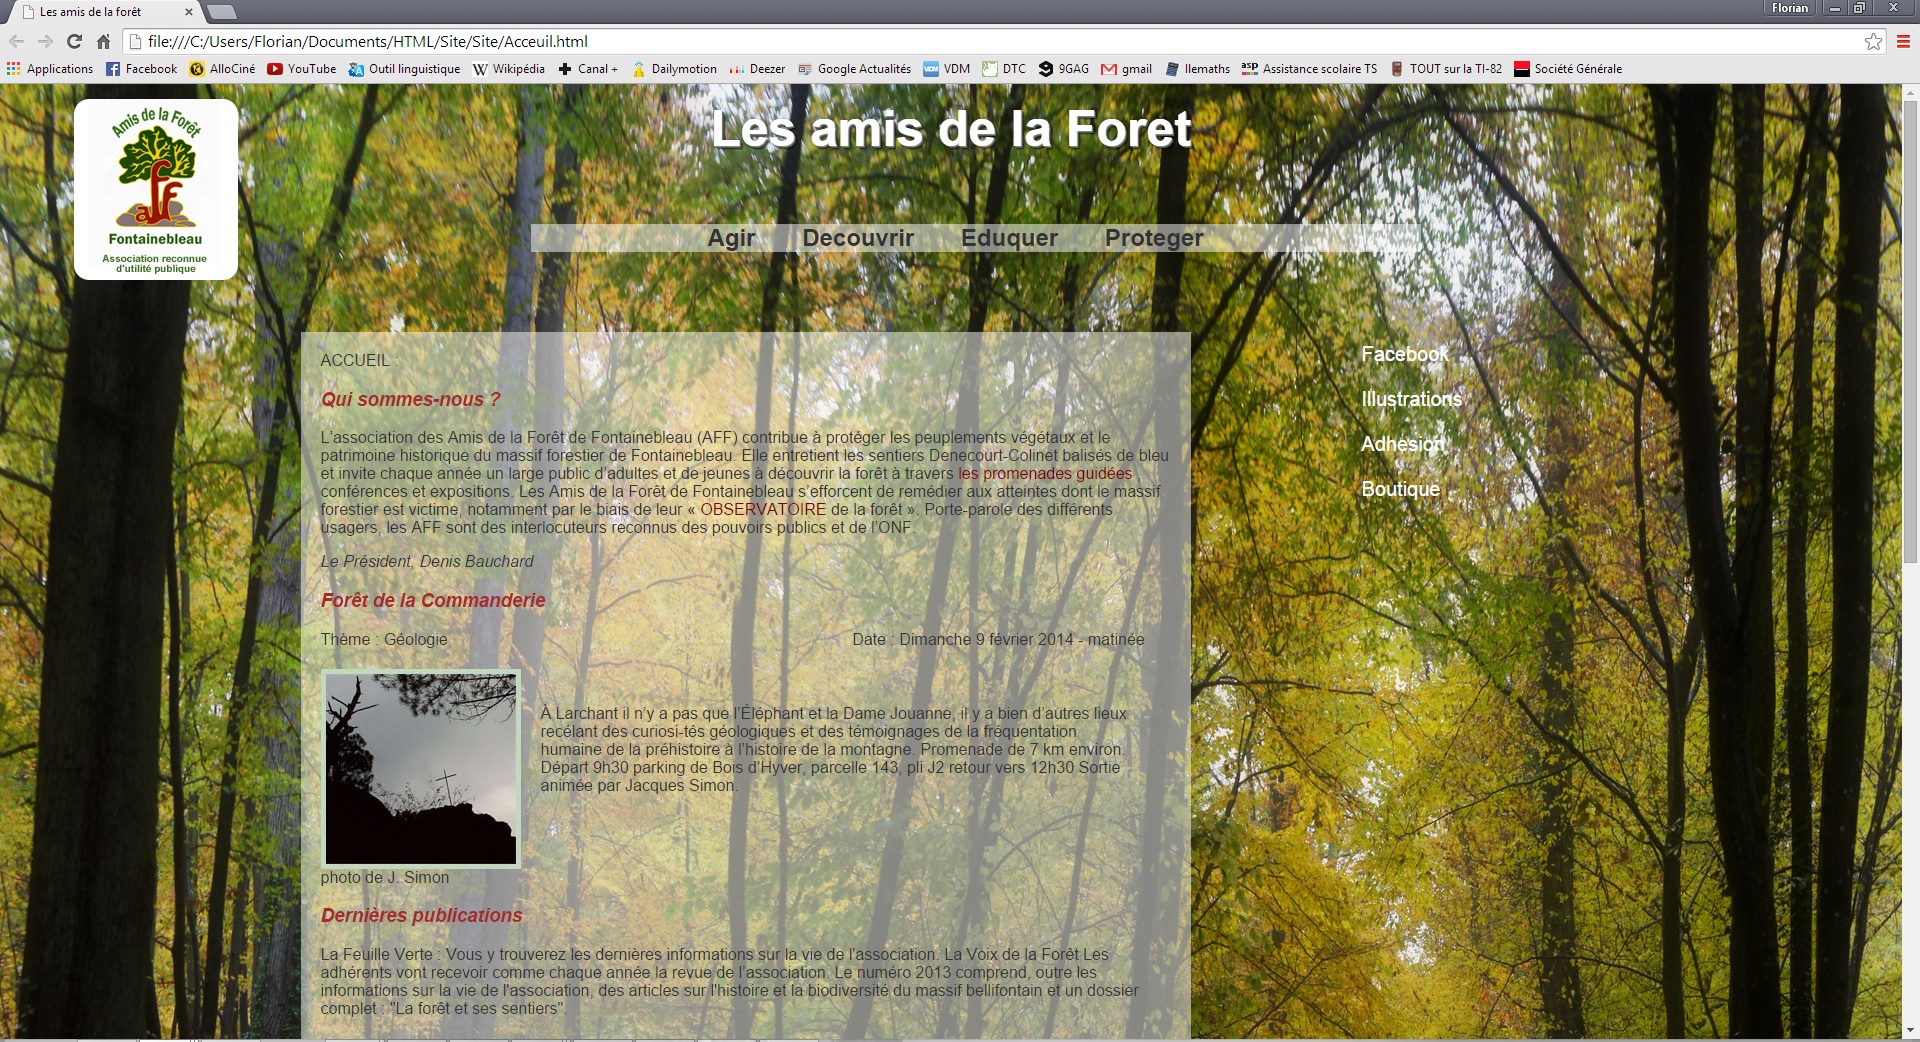 Les amis de la forêt
Florian
file:///C:/Users/Florian/Documents/HTML/Site/Site/Acceuil.html
Applications Facebook AlloCiné YouTube Outil linguistique Wikipédia Canal + Dailymotion Deezer Google Actualités VDM DTC 9GAG gmail Ilemaths Assistance scolaire TS TOUT sur la TI-82 Société Générale
Amis de la Forêt
aff
Fontainebleau
Association reconnue
d'utilité publique
Les amis de la Foret
Agir Decouvrir Eduquer Proteger
ACCUEIL :
Qui sommes-nous ?
L'association des Amis de la Forêt de Fontainebleau (AFF) contribue à protéger les peuplements végétaux et le
patrimoine historique du massif forestier de Fontainebleau. Elle entretient les sentiers Denecourt-Colinet balisés de bleu
et invite chaque année un large public d'adultes et de jeunes à découvrir la forêt à travers les promenades guidées ,
conférences et expositions. Les Amis de la Forêt de Fontainebleau s'efforcent de remédier aux atteintes dont le massif
forestier est victime, notamment par le biais de leur « OBSERVATOIRE de la forêt ». Porte-parole des différents
usagers, les AFF sont des interlocuteurs reconnus des pouvoirs publics et de l'ONF.
Le Président, Denis Bauchard
Forêt de la Commanderie
Thème : Géologie Date : Dimanche 9 février 2014 - matinée
À Larchant il n'y a pas que l'Éléphant et la Dame Jouanne, il y a bien d'autres lieux
recélant des curiosi-tés géologiques et des témoignages de la fréquentation
humaine de la préhistoire à l'histoire de la montagne. Promenade de 7 km environ.
Départ 9h30 parking de Bois d'Hyver, parcelle 143, pli J2 retour vers 12h30 Sortie
animée par Jacques Simon.
photo de J. Simon
Dernières publications
La Feuille Verte : Vous y trouverez les dernières informations sur la vie de l'association. La Voix de la Forêt Les
adhérents vont recevoir comme chaque année la revue de l'association. Le numéro 2013 comprend, outre les
informations sur la vie de l'association, des articles sur l'histoire et la biodiversité du massif bellifontain et un dossier
complet : "La forêt et ses sentiers".
Facebook
Illustrations
Adhesion
Boutique